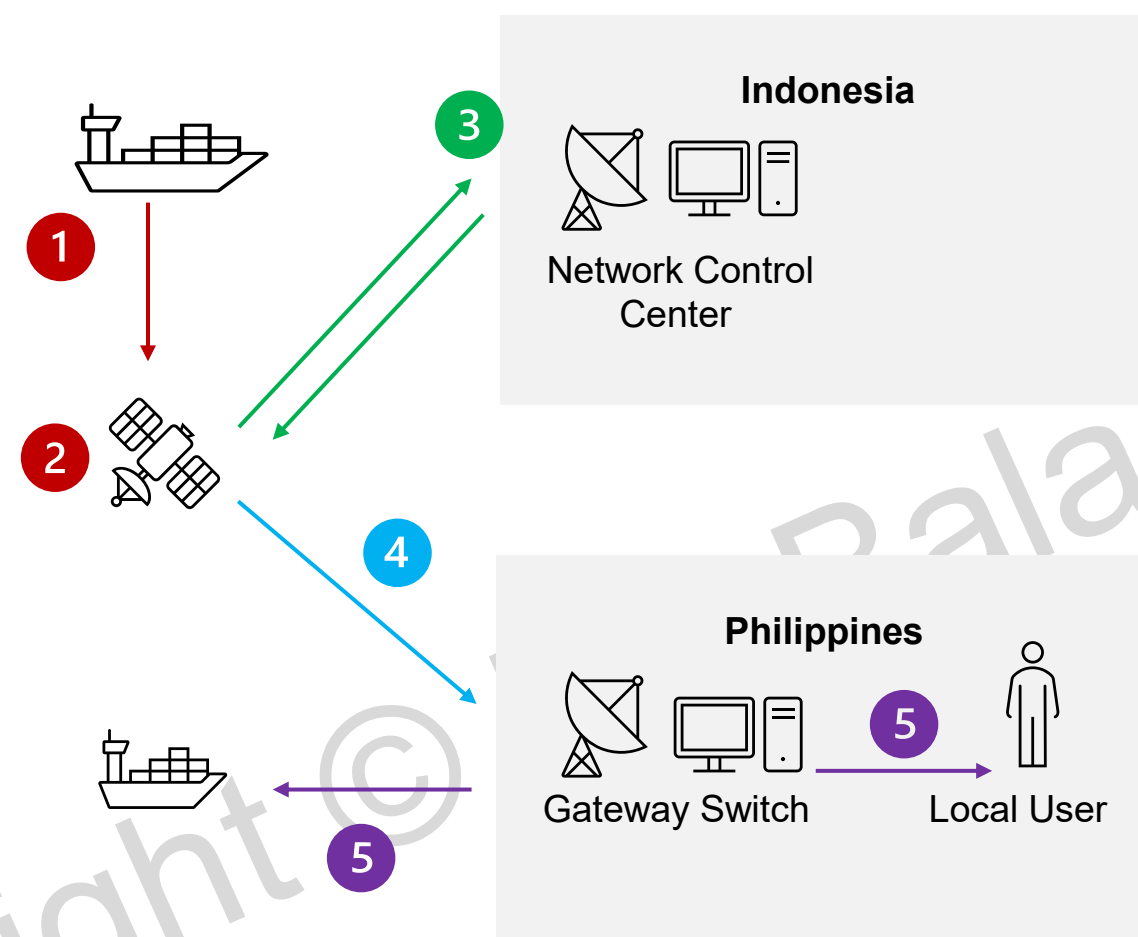 Indonesia
3
Network Control
Center
1
2
4
Philippines
5
Gateway Switch
Local User
5